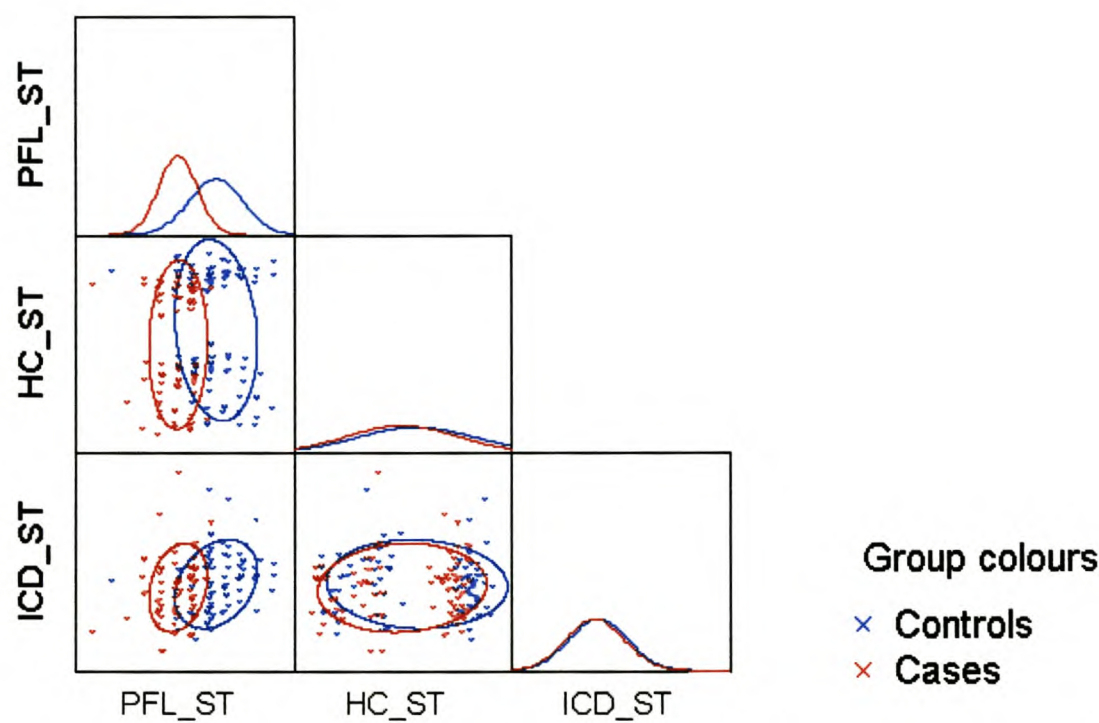 PFL_ST
HC_ST
ICD_ST
PFL_ST
HC_ST
ICD_ST
Group colours
Controls
Cases